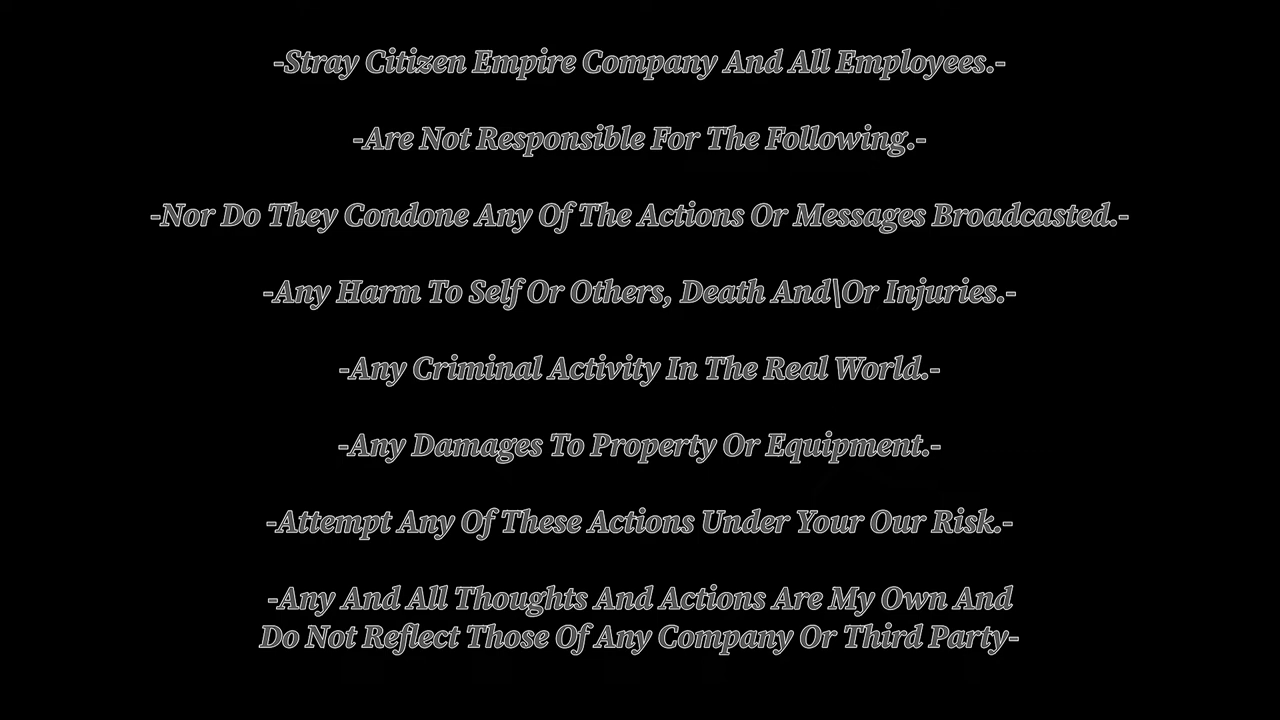 -Stray Citizen Empire Company And All Employees.-
-Are Not Responsible For The Following.-
-Nor Do They Condone Any Of The Actions Or Messages Broadcasted.-
-Any Harm To Self Or Others, Death And\Or Injuries.-
-Any Criminal Activity In The Real World.-
-Any Damages To Property Or Equipment.-
-Attempt Any Of These Actions Under Your Our Risk.-
-Any And All Thoughts And Actions Are My Own And
Do Not Reflect Those Of Any Company Or Third Party-